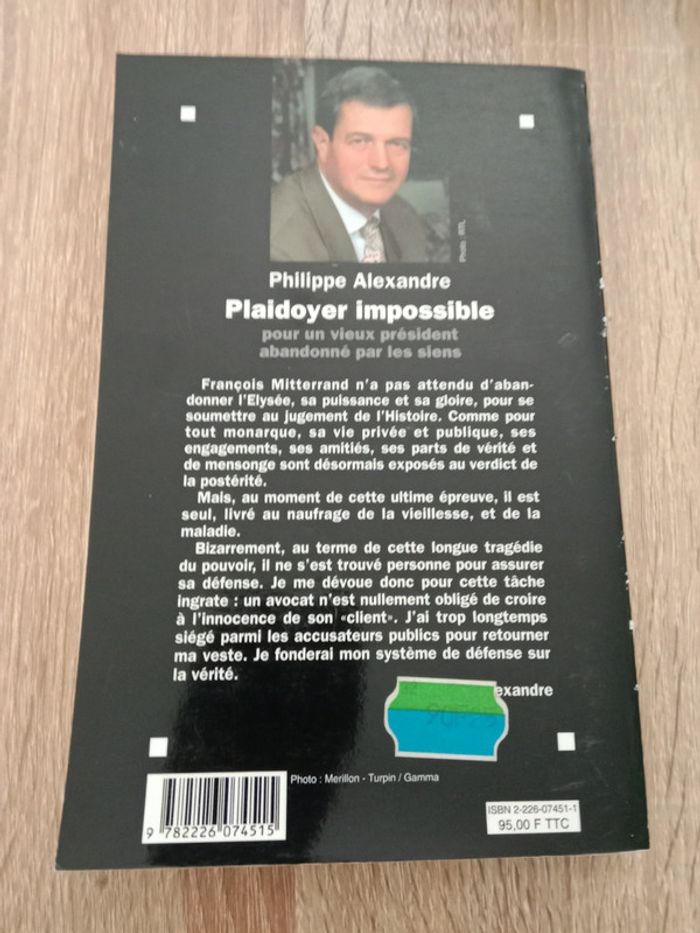 Photo : RTL
Philippe Alexandre
Plaidoyer impossible
pour un vieux président
abandonné par les siens
François Mitterrand n'a pas attendu d'aban-
donner l'Elysée, sa puissance et sa gloire, pour se
soumettre au jugement de l'Histoire. Comme pour
tout monarque, sa vie privée et publique, ses
engagements, ses amitiés, ses parts de vérité et
de mensonge sont désormais exposés au verdict de
la postérité.
Mais, au moment de cette ultime épreuve, il est
seul, livré au naufrage de la vieillesse, et de la
maladie.
Bizarrement, au terme de cette longue tragédie
du pouvoir, il ne s'est trouvé personne pour assurer
sa défense. Je me dévoue donc pour cette tâche
ingrate : un avocat n'est nullement obligé de croire
à l'innocence de son «client». J'ai trop longtemps
siégé parmi les accusateurs publics pour retourner
ma veste. Je fonderai mon système de défense sur
la vérité.
exandre
Photo : Merillon - Turpin / Gamma
9 782226 074515
ISBN 2-226-07451-1
95,00 F TTC